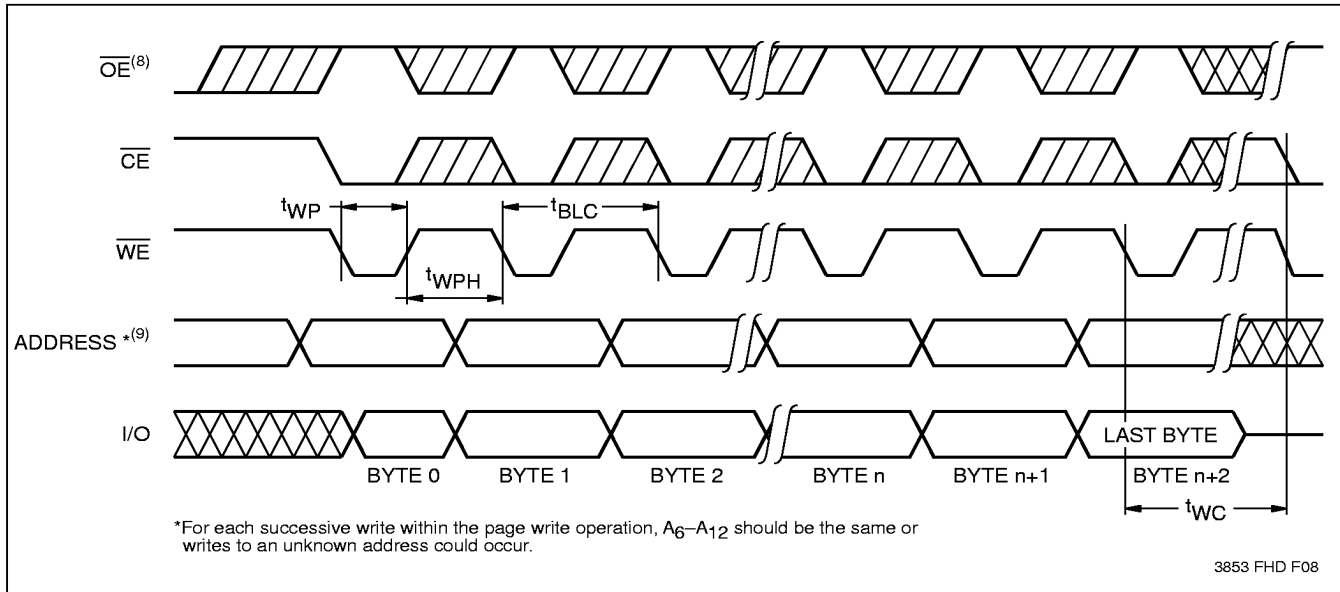 OE(8)
CE
tWP
tBLC
WE
tWPH
ADDRESS *(9)
I/O
LAST BYTE
BYTE 0 BYTE 1 BYTE 2 BYTE n BYTE n+1 BYTE n+2
tWC
*For each successive write within the page write operation, A6–A12 should be the same or
writes to an unknown address could occur.
3853 FHD F08